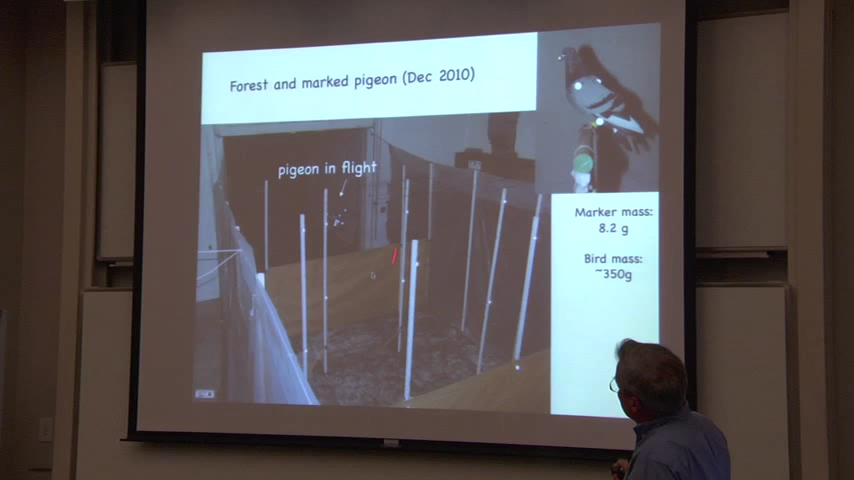 Forest and marked pigeon (Dec 2010)
pigeon in flight
Marker mass:
8.2 g
Bird mass:
~350g